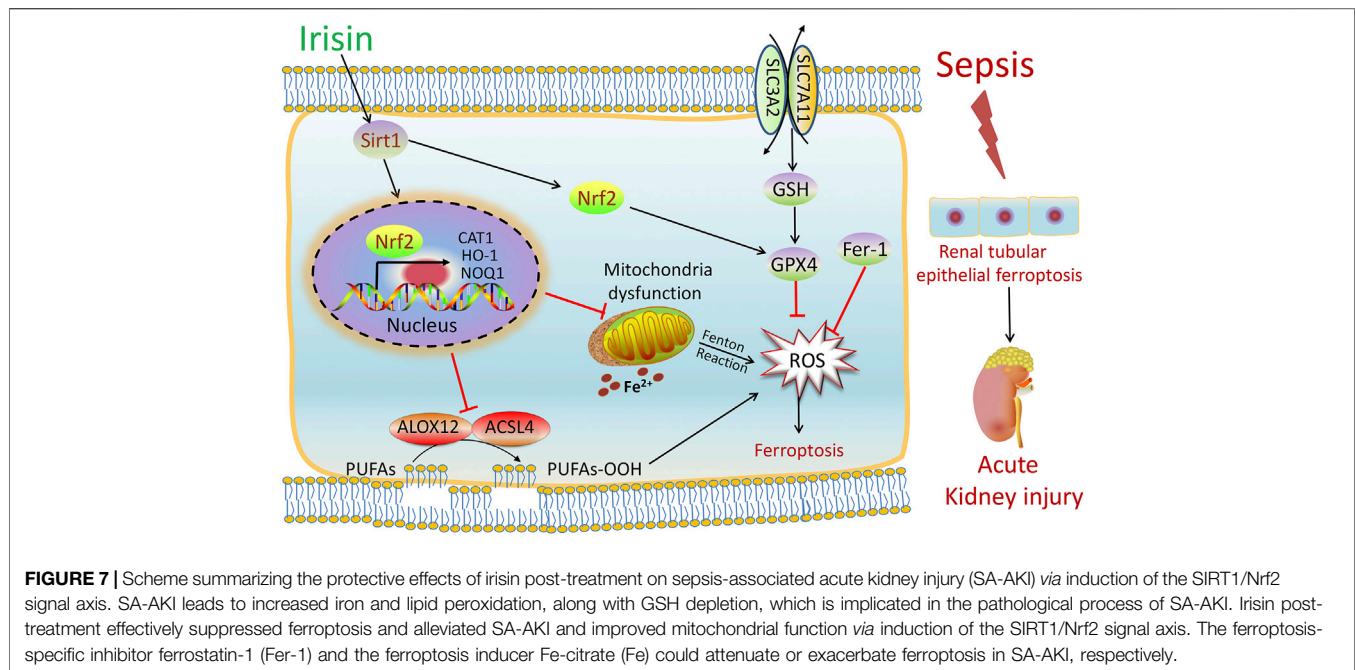 Irisin
Sepsis
SLC3A2
SLC7A11
Sirt1
Nrf2
GSH
Nrf2
CAT1
HO-1
NOQ1
Nucleus
Mitochondria
dysfunction
GPX4
Fer-1
Fenton
Reaction
ROS
Fe²⁺
Renal tubular
epithelial ferroptosis
ALOX12
ACSL4
PUFAs
PUFAs-OOH
Ferroptosis
Acute
Kidney injury
FIGURE 7 | Scheme summarizing the protective effects of irisin post-treatment on sepsis-associated acute kidney injury (SA-AKI) via induction of the SIRT1/Nrf2
signal axis. SA-AKI leads to increased iron and lipid peroxidation, along with GSH depletion, which is implicated in the pathological process of SA-AKI. Irisin post-
treatment effectively suppressed ferroptosis and alleviated SA-AKI and improved mitochondrial function via induction of the SIRT1/Nrf2 signal axis. The ferroptosis-
specific inhibitor ferrostatin-1 (Fer-1) and the ferroptosis inducer Fe-citrate (Fe) could attenuate or exacerbate ferroptosis in SA-AKI, respectively.